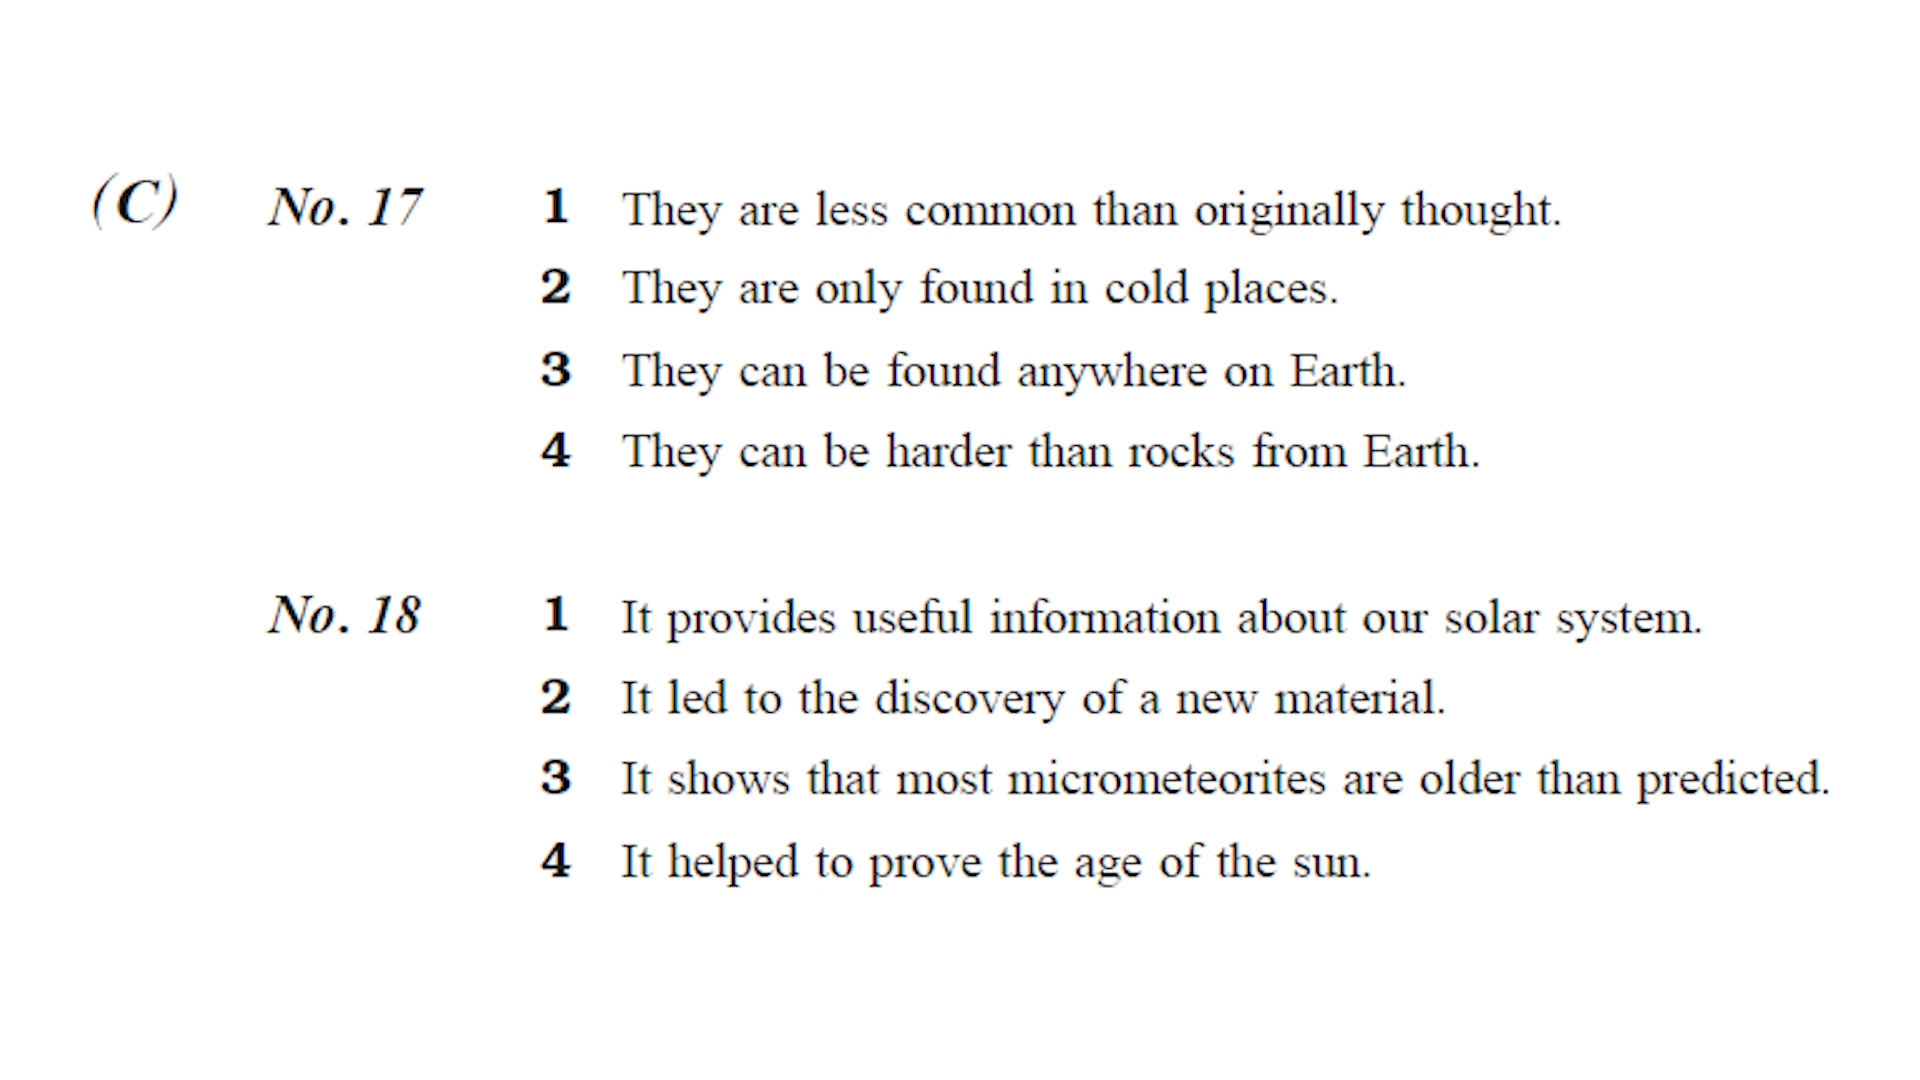 (C) No. 17 1 They are less common than originally thought.
2 They are only found in cold places.
3 They can be found anywhere on Earth.
4 They can be harder than rocks from Earth.
No. 18 1 It provides useful information about our solar system.
2 It led to the discovery of a new material.
3 It shows that most micrometeorites are older than predicted.
4 It helped to prove the age of the sun.